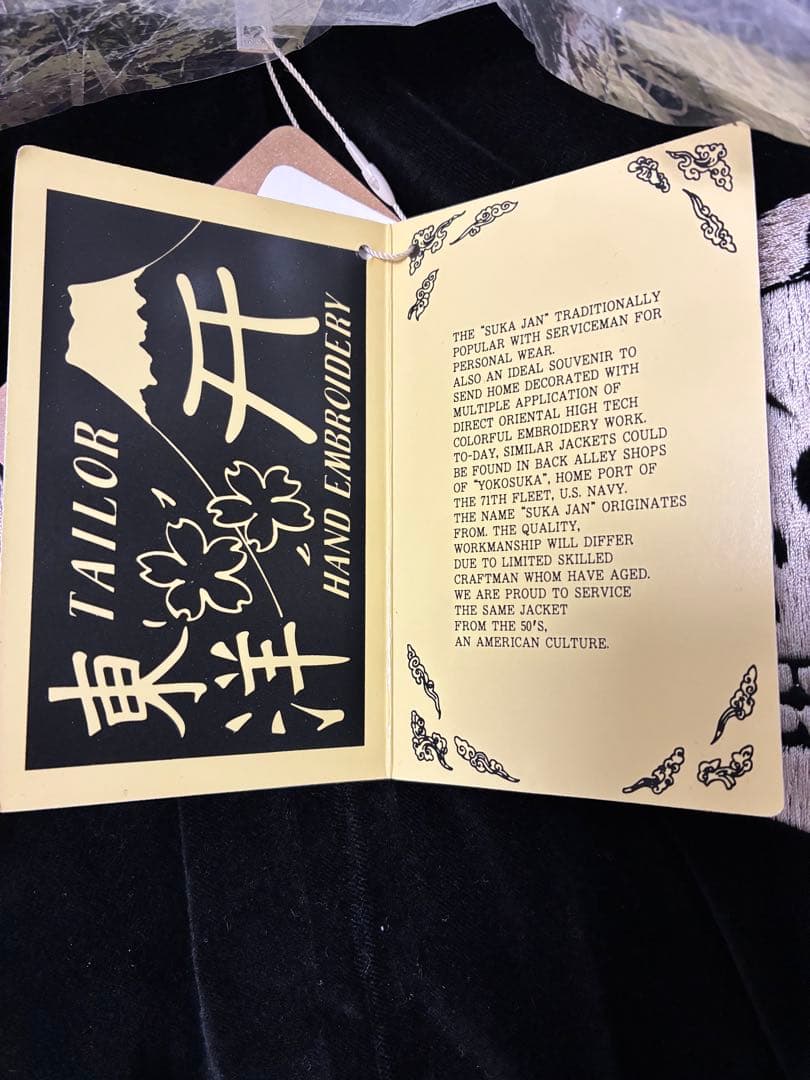 TAILOR
東洋
HAND EMBROIDERY
THE "SUKA JAN" TRADITIONALLY
POPULAR WITH SERVICEMAN FOR
PERSONAL WEAR.
ALSO AN IDEAL SOUVENIR TO
SEND HOME DECORATED WITH
MULTIPLE APPLICATION OF
DIRECT ORIENTAL HIGH TECH
COLORFUL EMBROIDERY WORK.
TO-DAY, SIMILAR JACKETS COULD
BE FOUND IN BACK ALLEY SHOPS
OF "YOKOSUKA", HOME PORT OF
THE 71TH FLEET, U.S. NAVY.
THE NAME "SUKA JAN" ORIGINATES
FROM. THE QUALITY,
WORKMANSHIP WILL DIFFER
DUE TO LIMITED SKILLED
CRAFTMAN WHOM HAVE AGED.
WE ARE PROUD TO SERVICE
THE SAME JACKET
FROM THE 50'S,
AN AMERICAN CULTURE.